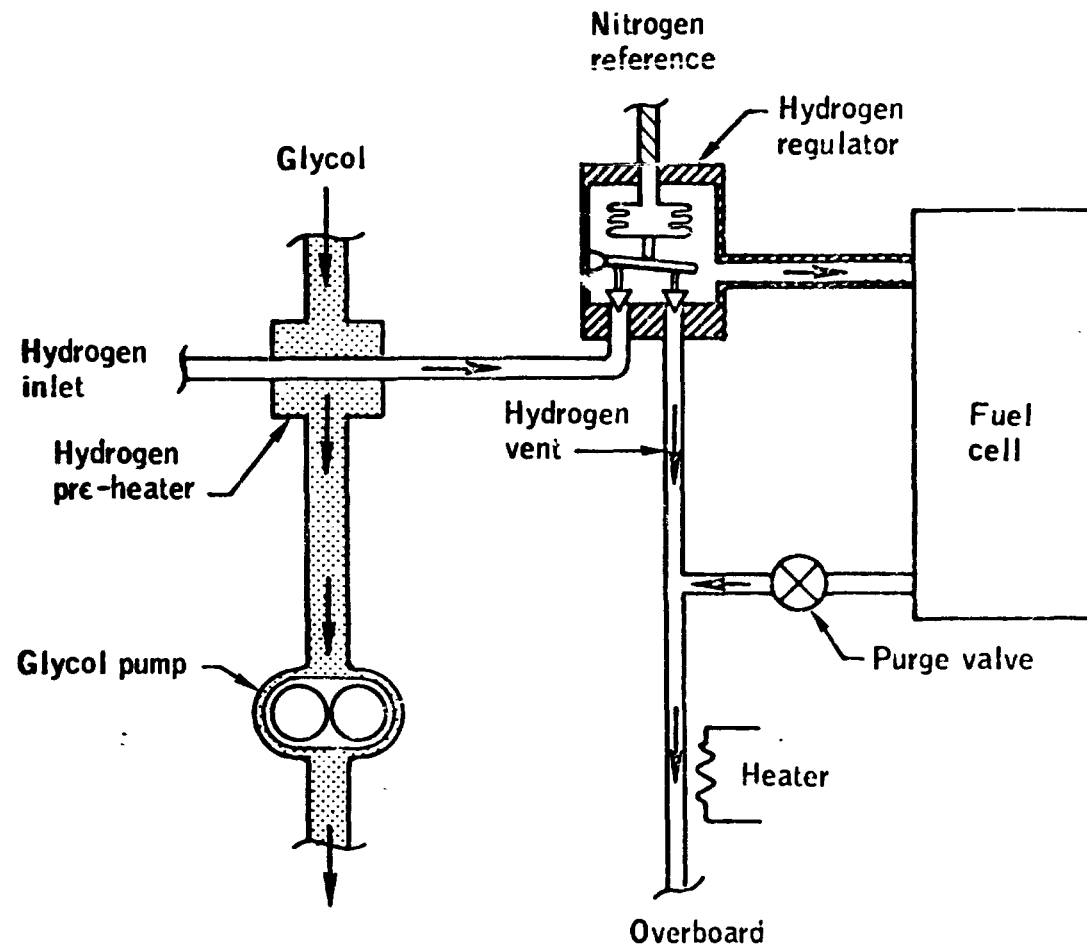 Nitrogen
reference
Hydrogen
regulator
Glycol
Hydrogen
inlet
Hydrogen
vent
Fuel
cell
Hydrogen
pre-heater
Glycol pump
Purge valve
Heater
Overboard